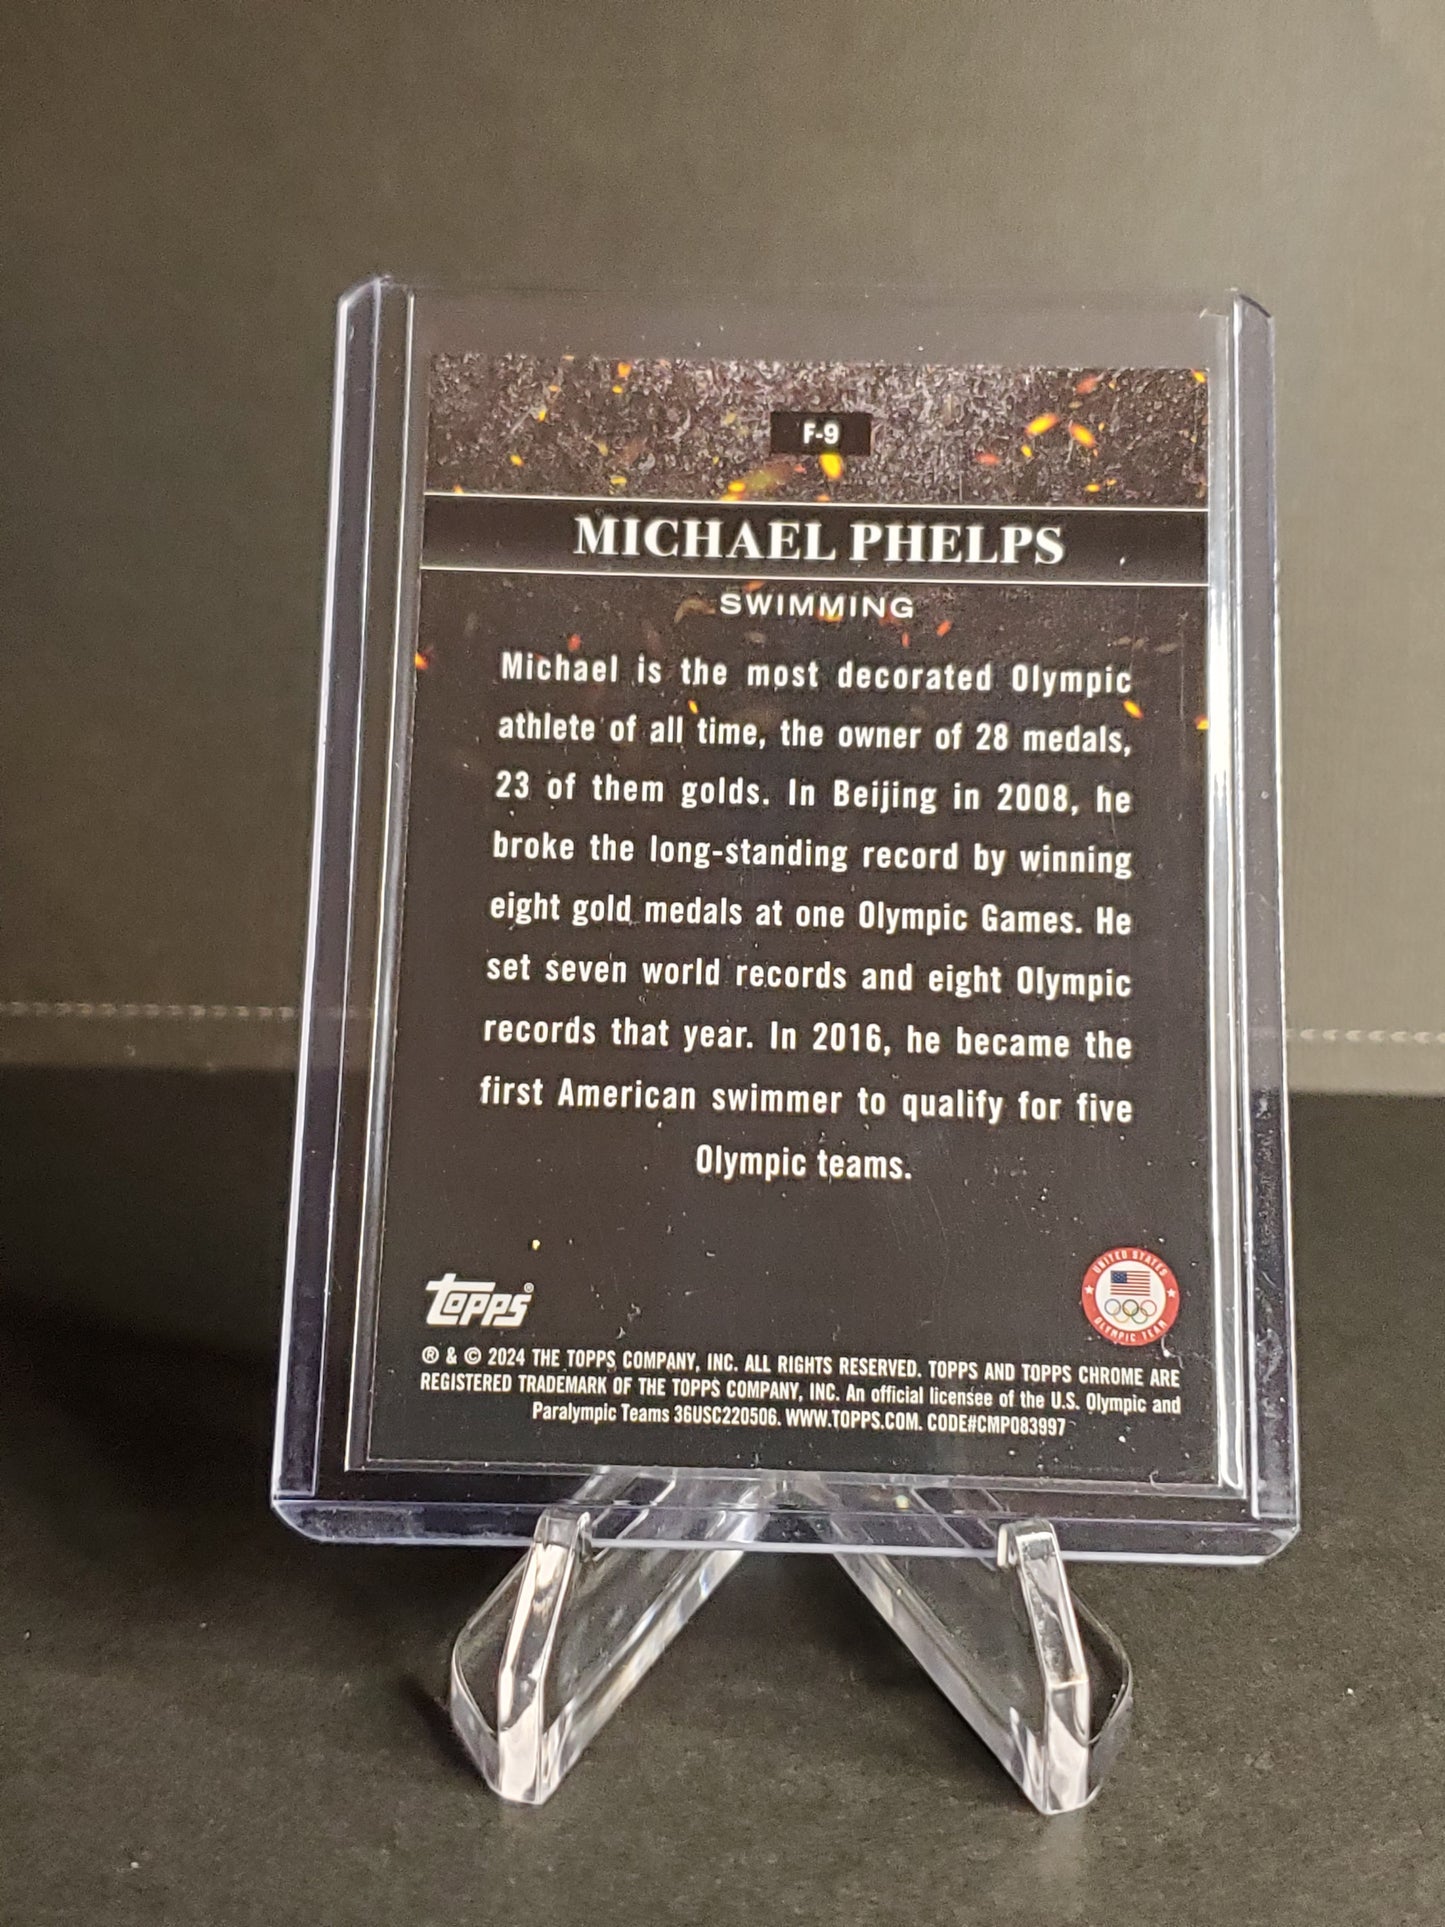 F-9
MICHAEL PHELPS
SWIMMING
Michael is the most decorated Olympic
athlete of all time, the owner of 28 medals,
23 of them golds. In Beijing in 2008, he
broke the long-standing record by winning
eight gold medals at one Olympic Games. He
set seven world records and eight Olympic
records that year. In 2016, he became the
first American swimmer to qualify for five
Olympic teams.
topps®
UNITED STATES
OLYMPIC TEAM
® & © 2024 THE TOPPS COMPANY, INC. ALL RIGHTS RESERVED. TOPPS AND TOPPS CHROME ARE
REGISTERED TRADEMARK OF THE TOPPS COMPANY, INC. An official licensee of the U.S. Olympic and
Paralympic Teams 36USC220506. WWW.TOPPS.COM. CODE#CMP083997